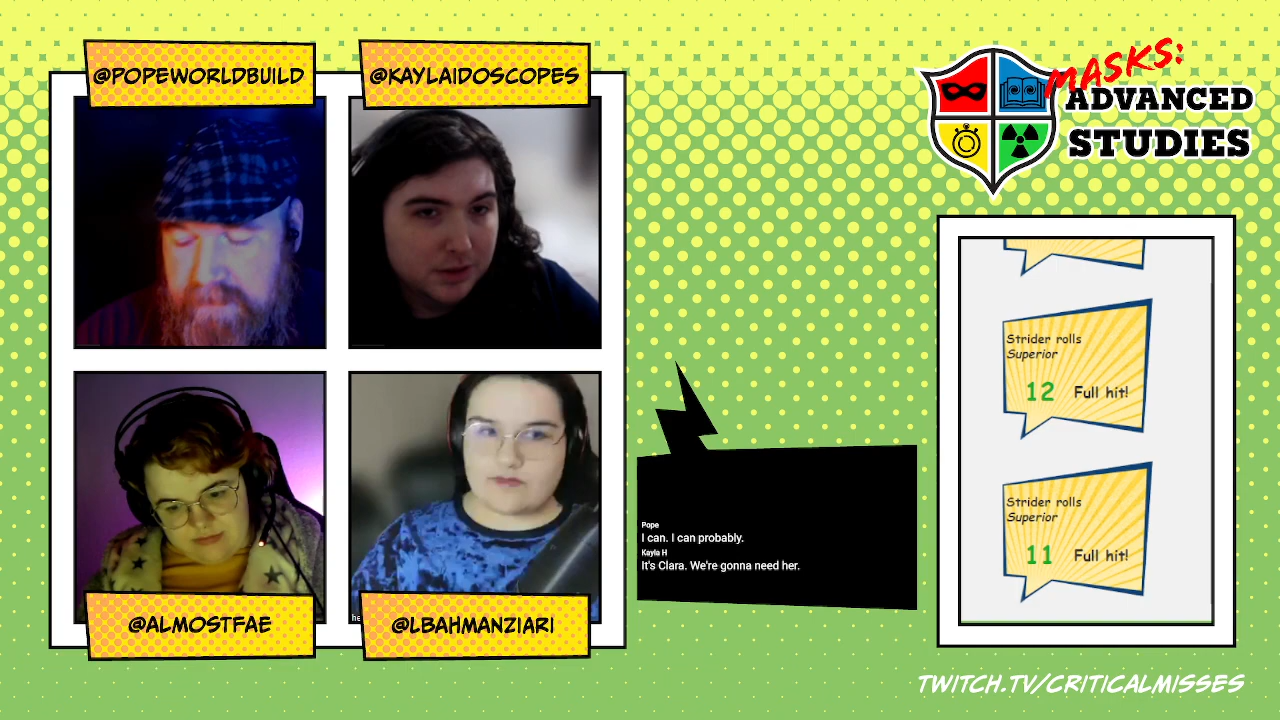 @POPEWORLDBUILD
@KAYLAIDOSCOPES
MASKS:
ADVANCED
STUDIES
Strider rolls
Superior
12 Full hit!
Pope
I can. I can probably.
Kayla H
It's Clara. We're gonna need her.
Strider rolls
Superior
11 Full hit!
he
@ALMOSTFAE
@LBAHMANZIARI
TWITCH.TV/CRITICALMISSES